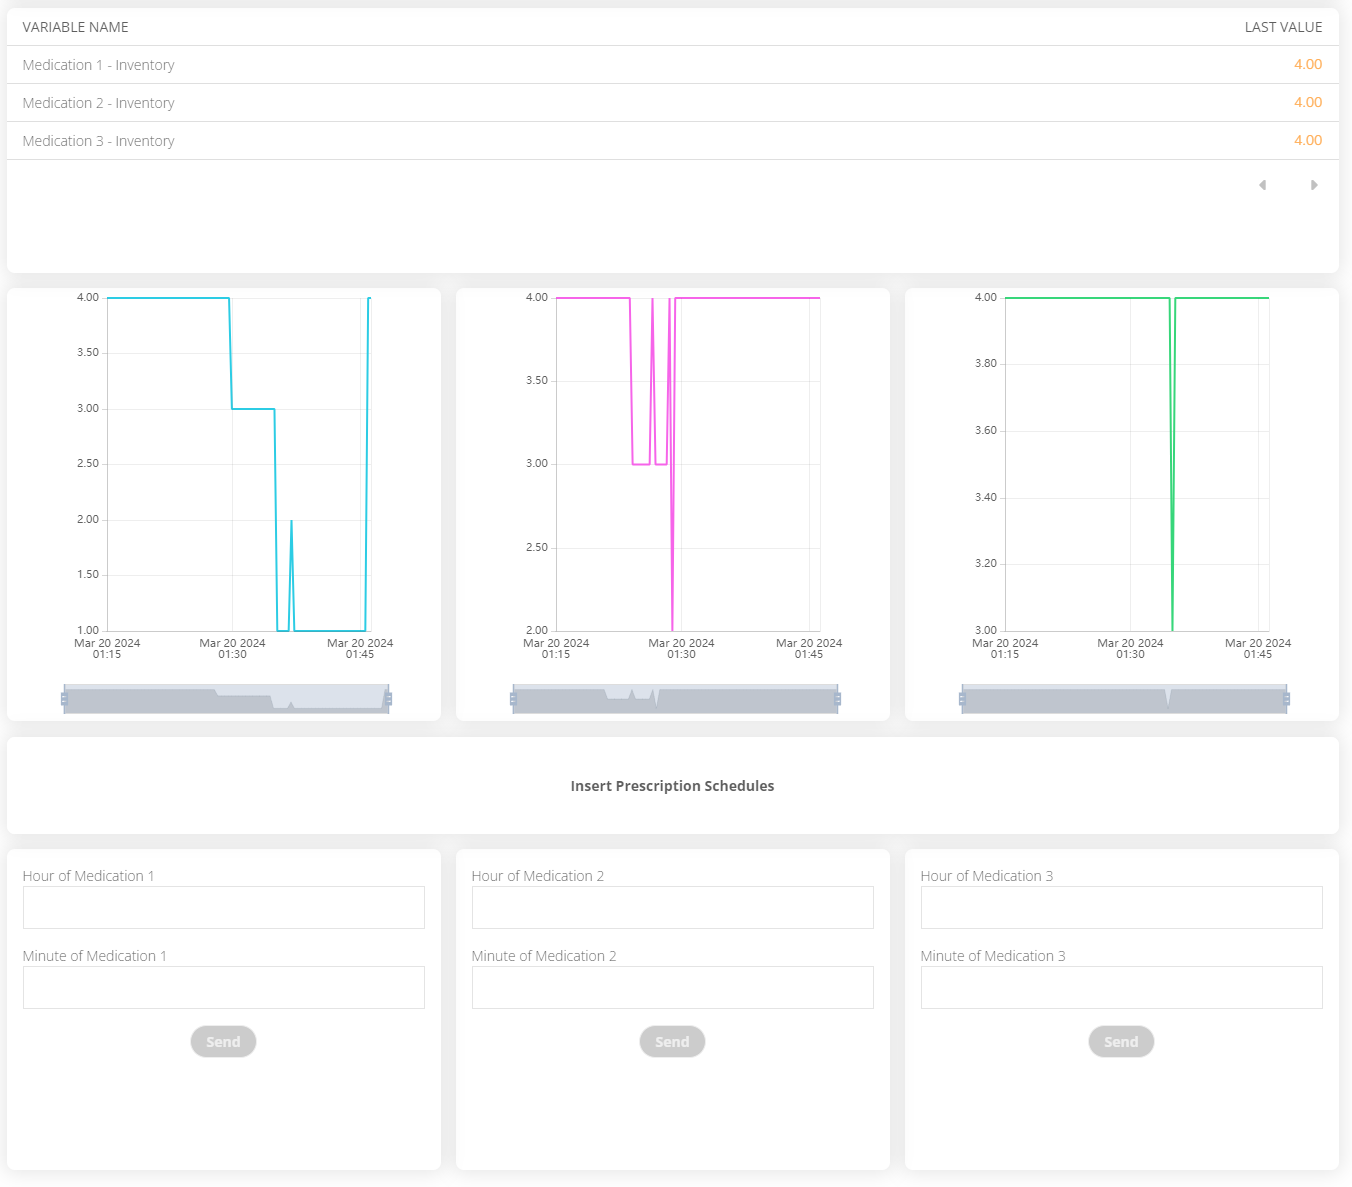 VARIABLE NAME LAST VALUE
Medication 1 - Inventory 4.00
Medication 2 - Inventory 4.00
Medication 3 - Inventory 4.00
4.00
3.50
3.00
2.50
2.00
1.50
1.00
Mar 20 2024 Mar 20 2024 Mar 20 2024
01:15 01:30 01:45
4.00
3.50
3.00
2.50
2.00
Mar 20 2024 Mar 20 2024 Mar 20 2024
01:15 01:30 01:45
4.00
3.80
3.60
3.40
3.20
3.00
Mar 20 2024 Mar 20 2024 Mar 20 2024
01:15 01:30 01:45
Insert Prescription Schedules
Hour of Medication 1
Minute of Medication 1
Send
Hour of Medication 2
Minute of Medication 2
Send
Hour of Medication 3
Minute of Medication 3
Send